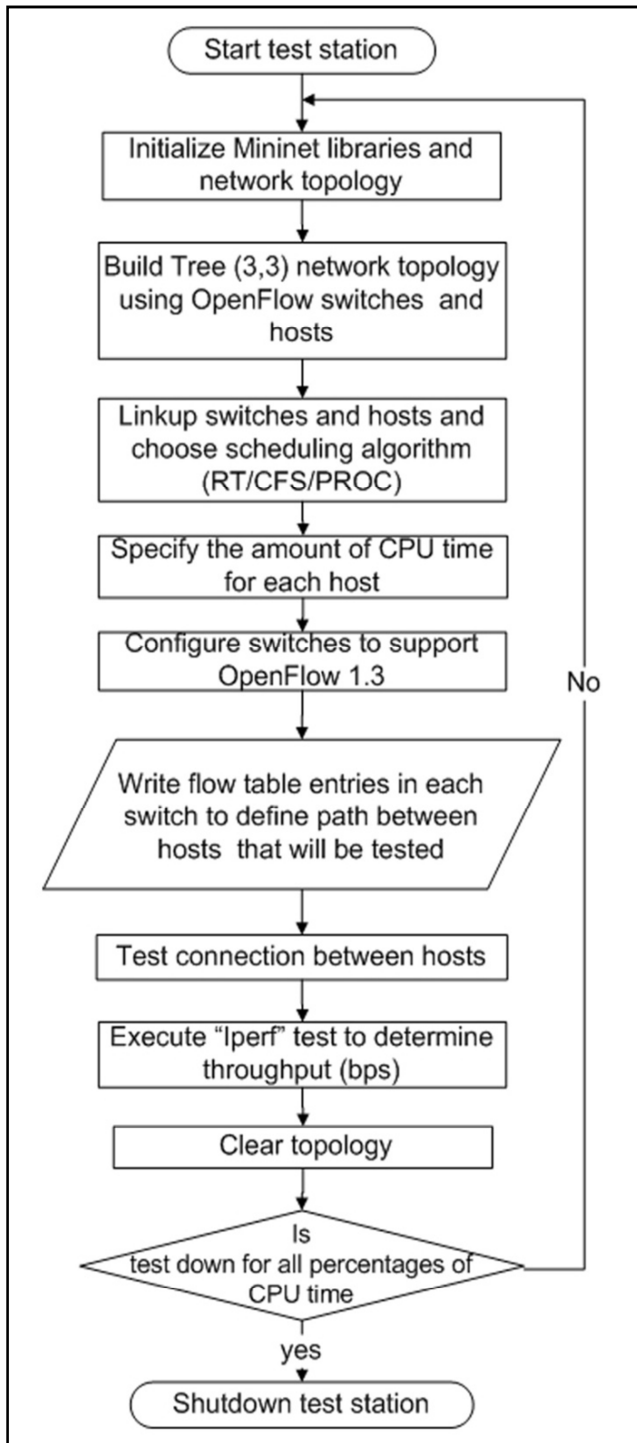 Start test station
Initialize Mininet libraries and
network topology
Build Tree (3,3) network topology
using OpenFlow switches and
hosts
Linkup switches and hosts and
choose scheduling algorithm
(RT/CFS/PROC)
Specify the amount of CPU time
for each host
Configure switches to support
OpenFlow 1.3
No
Write flow table entries in each
switch to define path between
hosts that will be tested
Test connection between hosts
Execute “Iperf” test to determine
throughput (bps)
Clear topology
Is
test down for all percentages of
CPU time
yes
Shutdown test station